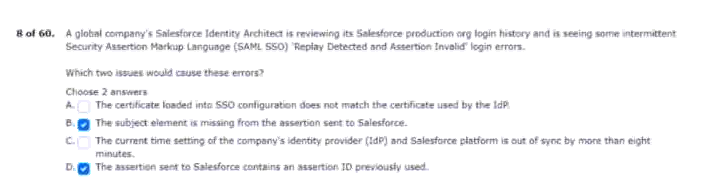 8 of 60. A global company's Salesforce Identity Architect is reviewing its Salesforce production org login history and is seeing some intermittent
Security Assertion Markup Language (SAML SSO) 'Replay Detected and Assertion Invalid' login errors.
Which two issues would cause these errors?
Choose 2 answers
A. The certificate loaded into SSO configuration does not match the certificate used by the IdP.
B. The subject element is missing from the assertion sent to Salesforce.
C. The current time setting of the company's identity provider (IdP) and Salesforce platform is out of sync by more than eight
minutes.
D. The assertion sent to Salesforce contains an assertion ID previously used.